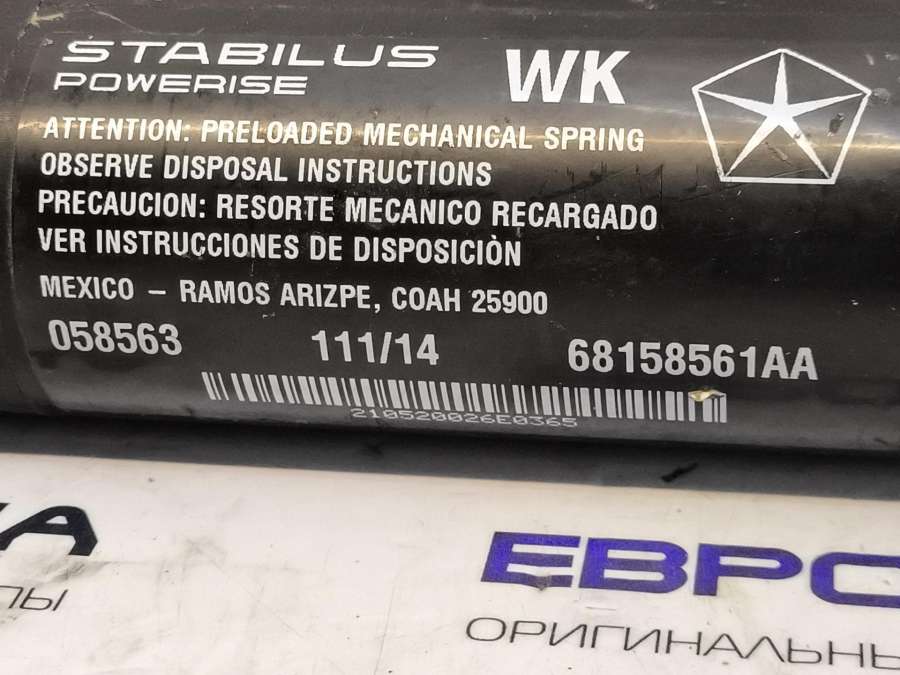 STABILUS
POWERISE
WK
ATTENTION: PRELOADED MECHANICAL SPRING
OBSERVE DISPOSAL INSTRUCTIONS
PRECAUCION: RESORTE MECANICO RECARGADO
VER INSTRUCCIONES DE DISPOSICIÒN
MEXICO – RAMOS ARIZPE, COAH 25900
058563 111/14 68158561AA
210520026E0365
ЕВРО
ОРИГИНАЛЬНЫ